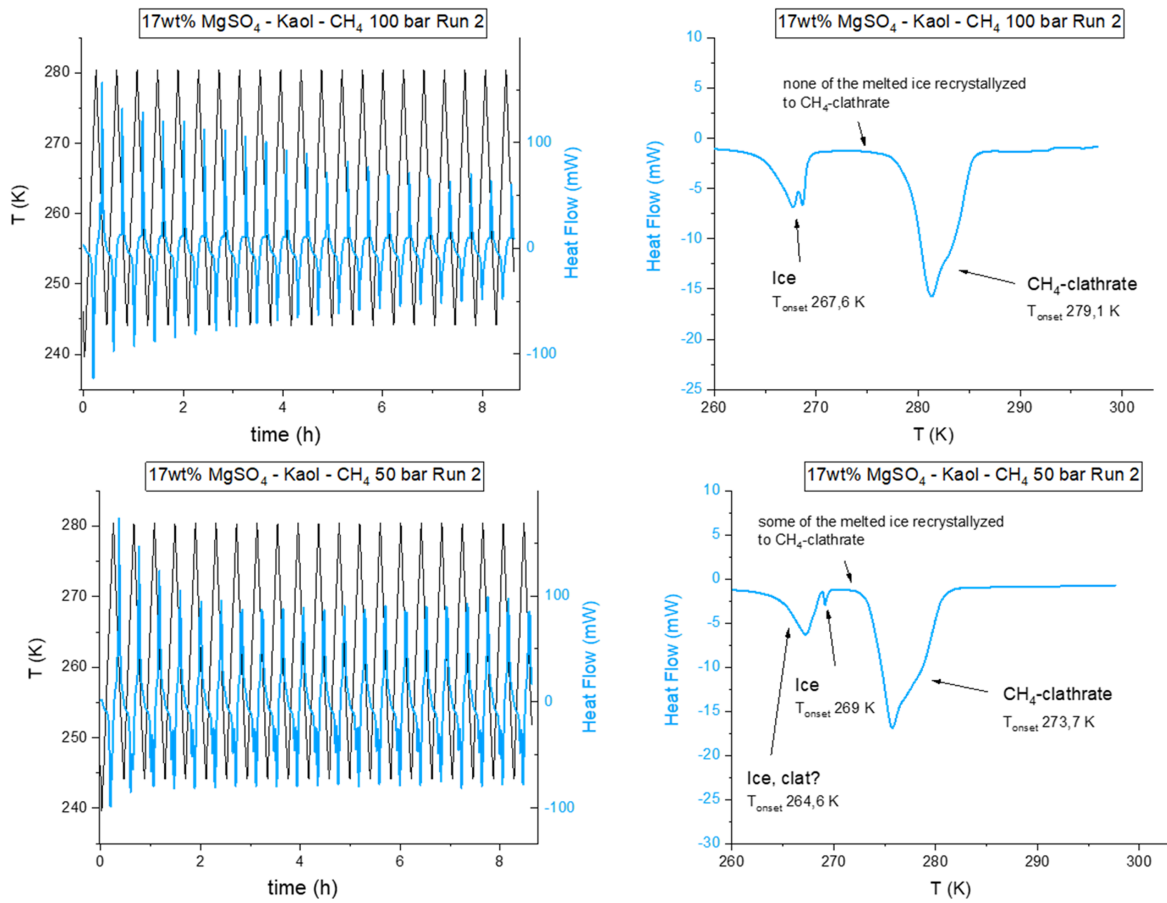 17wt% MgSO₄ - Kaol - CH₄ 100 bar Run 2
280
270
260
250
240
T (K)
100
0
-100
Heat Flow (mW)
0
2
4
6
8
time (h)
17wt% MgSO₄ - Kaol - CH₄ 100 bar Run 2
10
5
0
-5
-10
-15
-20
-25
Heat Flow (mW)
none of the melted ice recrystallyzed
to CH₄-clathrate
Ice
Tonset 267,6 K
CH₄-clathrate
Tonset 279,1 K
260
270
280
290
300
T (K)
17wt% MgSO₄ - Kaol - CH₄ 50 bar Run 2
280
270
260
250
240
T (K)
100
0
-100
Heat Flow (mW)
0
2
4
6
8
time (h)
17wt% MgSO₄ - Kaol - CH₄ 50 bar Run 2
10
5
0
-5
-10
-15
-20
-25
-30
Heat Flow (mW)
some of the melted ice recrystallyzed
to CH₄-clathrate
Ice
Tonset 269 K
CH₄-clathrate
Tonset 273,7 K
Ice, clat?
Tonset 264,6 K
260
270
280
290
300
T (K)